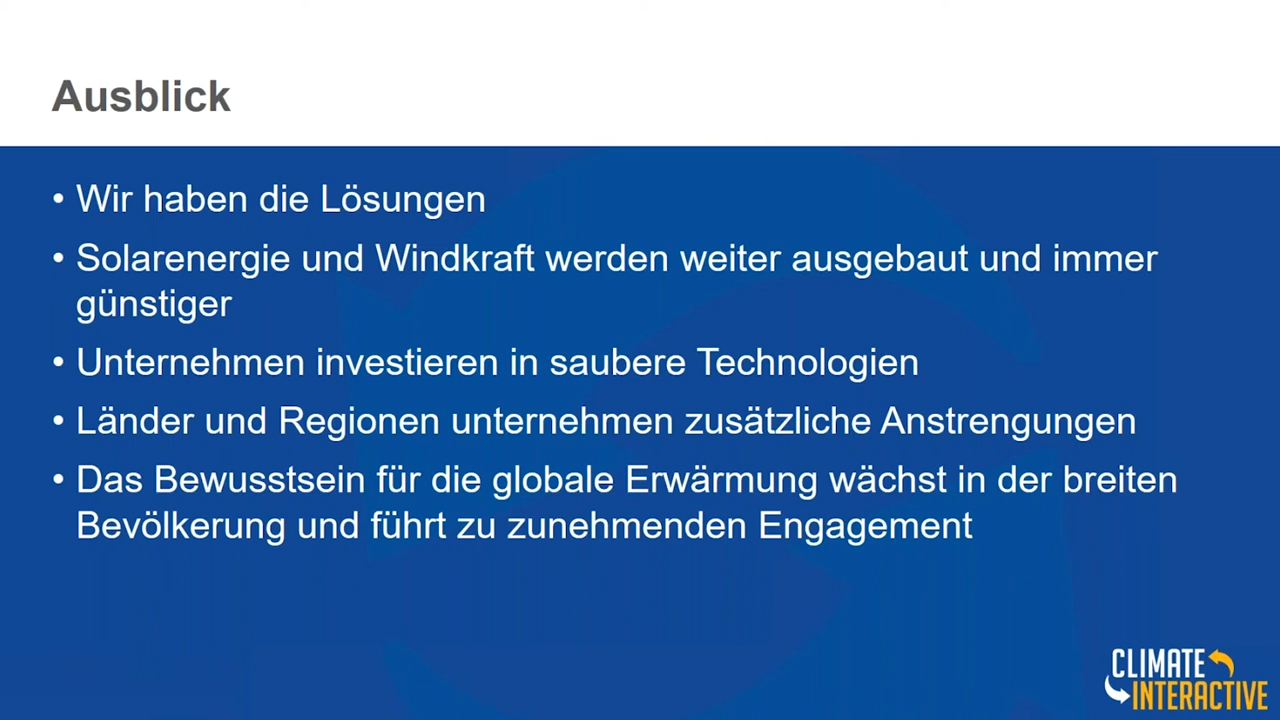 Ausblick
• Wir haben die Lösungen
• Solarenergie und Windkraft werden weiter ausgebaut und immer
günstiger
• Unternehmen investieren in saubere Technologien
• Länder und Regionen unternehmen zusätzliche Anstrengungen
• Das Bewusstsein für die globale Erwärmung wächst in der breiten
Bevölkerung und führt zu zunehmenden Engagement
CLIMATE
INTERACTIVE